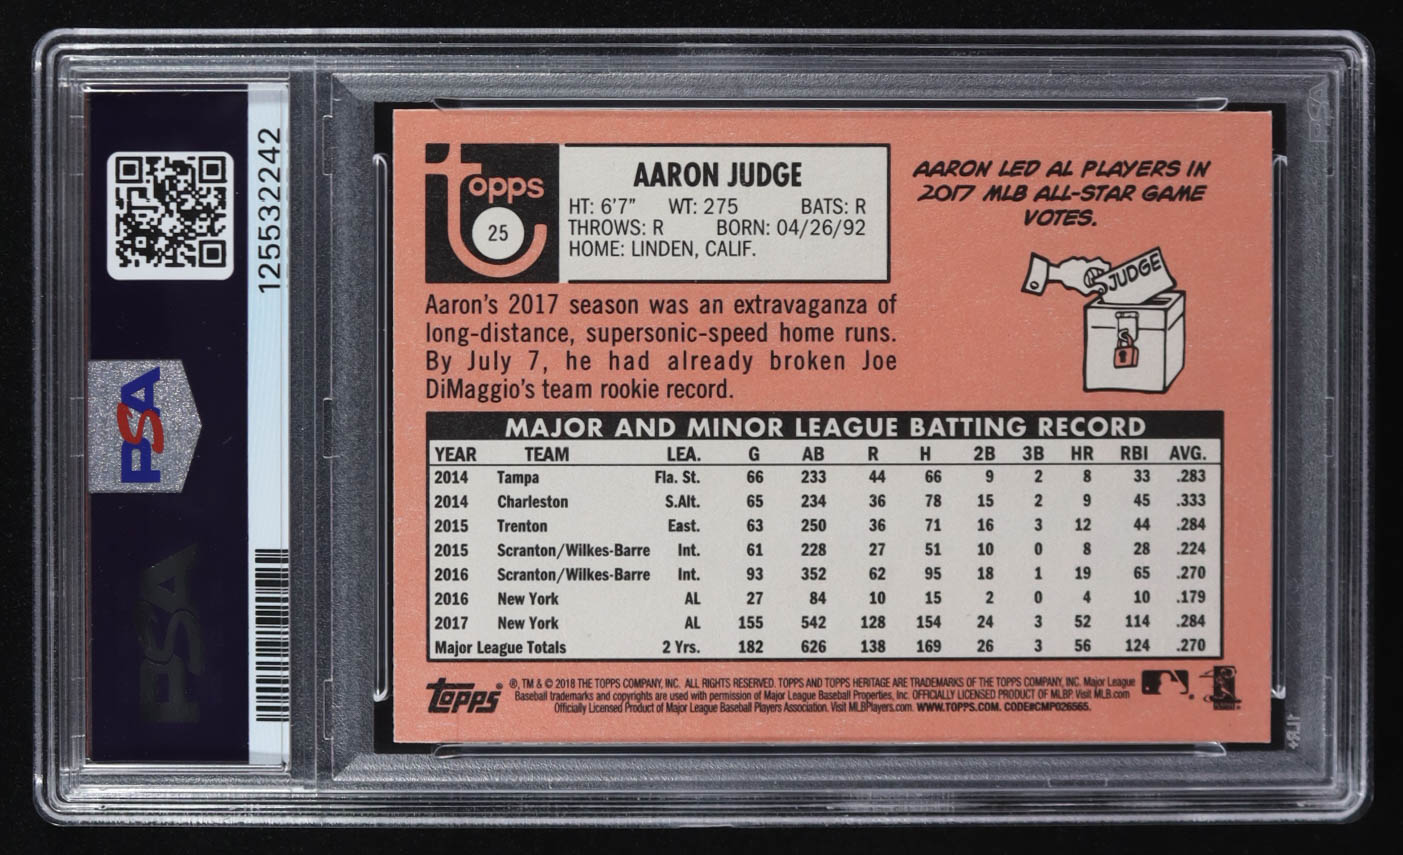 125532242
PSA
PSA
topps
25
AARON JUDGE
HT: 6'7" WT: 275 BATS: R
THROWS: R BORN: 04/26/92
HOME: LINDEN, CALIF.
AARON LED AL PLAYERS IN
2017 MLB ALL-STAR GAME
VOTES.
JUDGE
Aaron's 2017 season was an extravaganza of
long-distance, supersonic-speed home runs.
By July 7, he had already broken Joe
DiMaggio's team rookie record.
MAJOR AND MINOR LEAGUE BATTING RECORD
YEAR TEAM LEA. G AB R H 2B 3B HR RBI AVG.
2014 Tampa Fla. St. 66 233 44 66 9 2 8 33 .283
2014 Charleston S.Alt. 65 234 36 78 15 2 9 45 .333
2015 Trenton East. 63 250 36 71 16 3 12 44 .284
2015 Scranton/Wilkes-Barre Int. 61 228 27 51 10 0 8 28 .224
2016 Scranton/Wilkes-Barre Int. 93 352 62 95 18 1 19 65 .270
2016 New York AL 27 84 10 15 2 0 4 10 .179
2017 New York AL 155 542 128 154 24 3 52 114 .284
Major League Totals 2 Yrs. 182 626 138 169 26 3 56 124 .270
topps ®, TM & © 2018 THE TOPPS COMPANY, INC. ALL RIGHTS RESERVED. TOPPS AND TOPPS HERITAGE ARE TRADEMARKS OF THE TOPPS COMPANY, INC. Major League
Baseball trademarks and copyrights are used with permission of Major League Baseball Properties, Inc. OFFICIALLY LICENSED PRODUCT OF MLBP. Visit MLB.com
Officially Licensed Product of Major League Baseball Players Association. Visit MLBPlayers.com. WWW.TOPPS.COM. CODE#CMP026565.
PSA